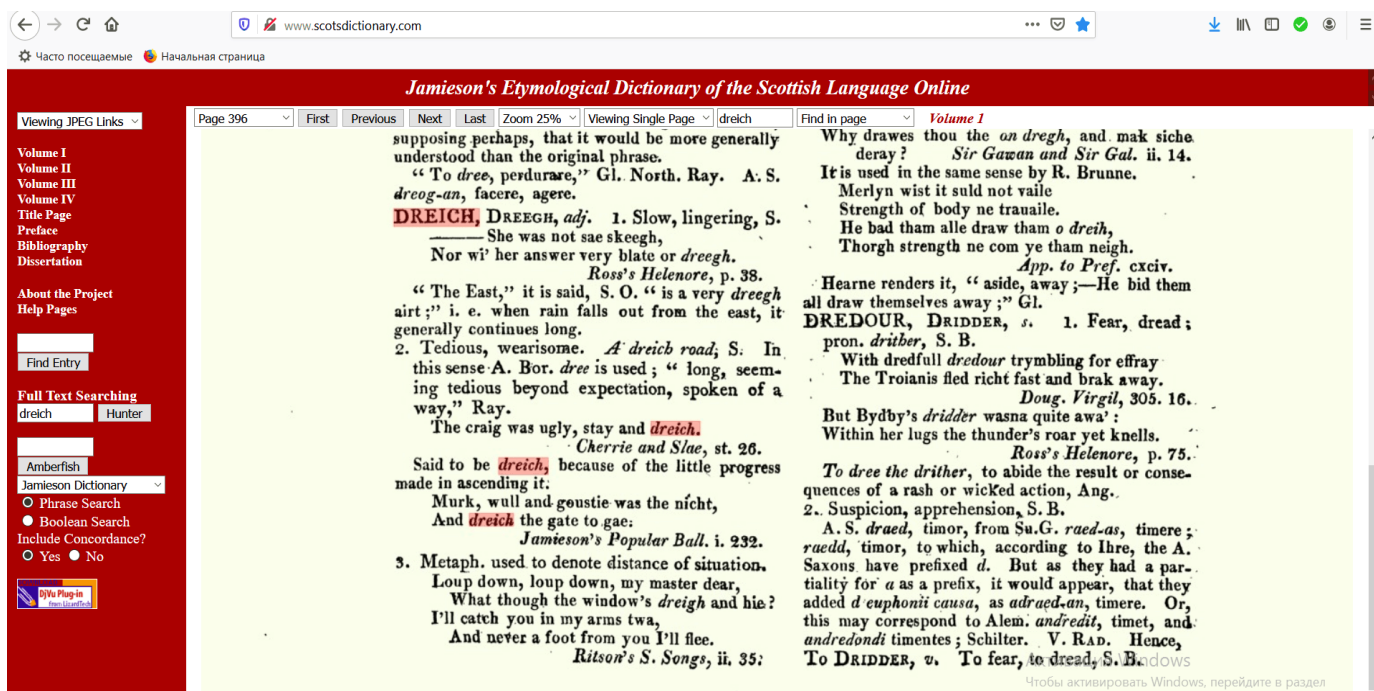 www.scotsdictionary.com
Часто посещаемые Начальная страница
Jamieson's Etymological Dictionary of the Scottish Language Online
Viewing JPEG Links
Volume I
Volume II
Volume III
Volume IV
Title Page
Preface
Bibliography
Dissertation
About the Project
Help Pages
Find Entry
Full Text Searching
dreich Hunter
Amberfish
Jamieson Dictionary
Phrase Search
Boolean Search
Include Concordance?
Yes No
DjVu Plug-in
from LizardTech
Page 396 First Previous Next Last Zoom 25% Viewing Single Page dreich Find in page Volume 1
supposing perhaps, that it would be more generally
understood than the original phrase.
“ To dree, perdurare,” Gl. North. Ray. A. S.
dreog-an, facere, agere.
DREICH, DREEGH, adj. 1. Slow, lingering, S.
——— She was not sae skeegh,
Nor wi' her answer very blate or dreegh.
Ross's Helenore, p. 38.
“ The East,” it is said, S. O. “ is a very dreegh
airt ;” i. e. when rain falls out from the east, it
generally continues long.
2. Tedious, wearisome. A dreich road; S. In
this sense A. Bor. dree is used ; “ long, seem-
ing tedious beyond expectation, spoken of a
way,” Ray.
The craig was ugly, stay and dreich.
Cherrie and Slae, st. 26.
Said to be dreich, because of the little progress
made in ascending it.
Murk, wull and goustie was the nicht,
And dreich the gate to gae.
Jamieson's Popular Ball. i. 232.
3. Metaph. used to denote distance of situation.
Loup down, loup down, my master dear,
What though the window's dreigh and hie?
I'll catch you in my arms twa,
And never a foot from you I'll flee.
Ritson's S. Songs, ii. 35.
Why drawes thou the on dregh, and mak siche
deray ? Sir Gawan and Sir Gal. ii. 14.
It is used in the same sense by R. Brunne.
Merlyn wist it suld not vaile
Strength of body ne trauaile.
He bad tham alle draw tham o dreih,
Thorgh strength ne com ye tham neigh.
App. to Pref. cxciv.
Hearne renders it, “ aside, away ;—He bid them
all draw themselves away ;” Gl.
DREDOUR, DRIDDER, s. 1. Fear, dread ;
pron. drither, S. B.
With dredfull dredour trymbling for effray
The Troianis fled richt fast and brak away.
Doug. Virgil, 305. 16.
But Bydby's dridder wasna quite awa' :
Within her lugs the thunder's roar yet knells.
Ross's Helenore, p. 75.
To dree the drither, to abide the result or conse-
quences of a rash or wicked action, Ang.
2. Suspicion, apprehension, S. B.
A. S. draed, timor, from Su.G. raed-as, timere ;
raedd, timor, to which, according to Ihre, the A.
Saxons have prefixed d. But as they had a par-
tiality for a as a prefix, it would appear, that they
added d euphonii causa, as adraed-an, timere. Or,
this may correspond to Alem. andredit, timet, and
andredondi timentes ; Schilter. V. RAD. Hence,
To DRIDDER, v. To fear, to dread, S. B.
Активация Windows
Чтобы активировать Windows, перейдите в раздел